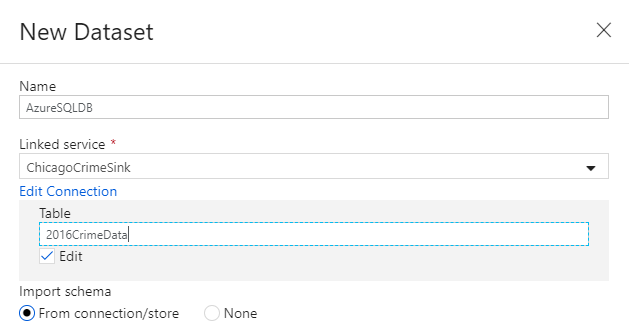 New Dataset
Name
AzureSQLDB
Linked service *
ChicagoCrimeSink
Edit Connection
Table
2016CrimeData
Edit
Import schema
From connection/store None